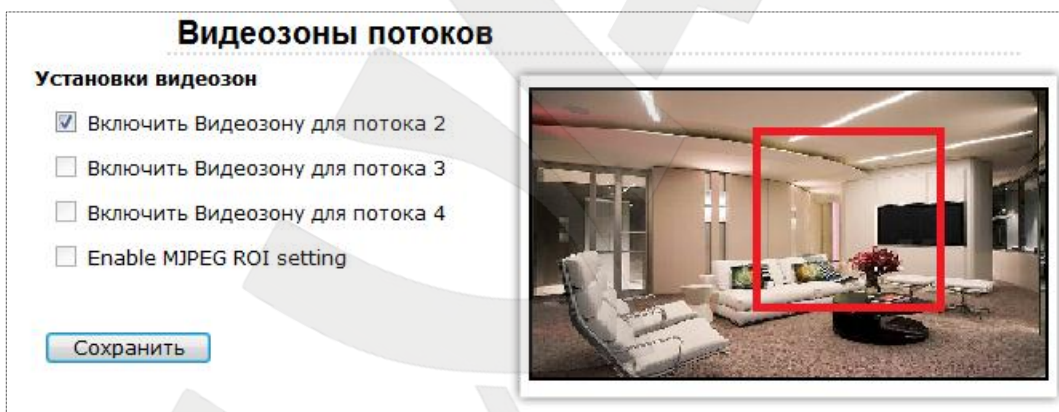 Видеозоны потоков
Установки видеозон
Включить Видеозону для потока 2
Включить Видеозону для потока 3
Включить Видеозону для потока 4
Enable MJPEG ROI setting
Сохранить